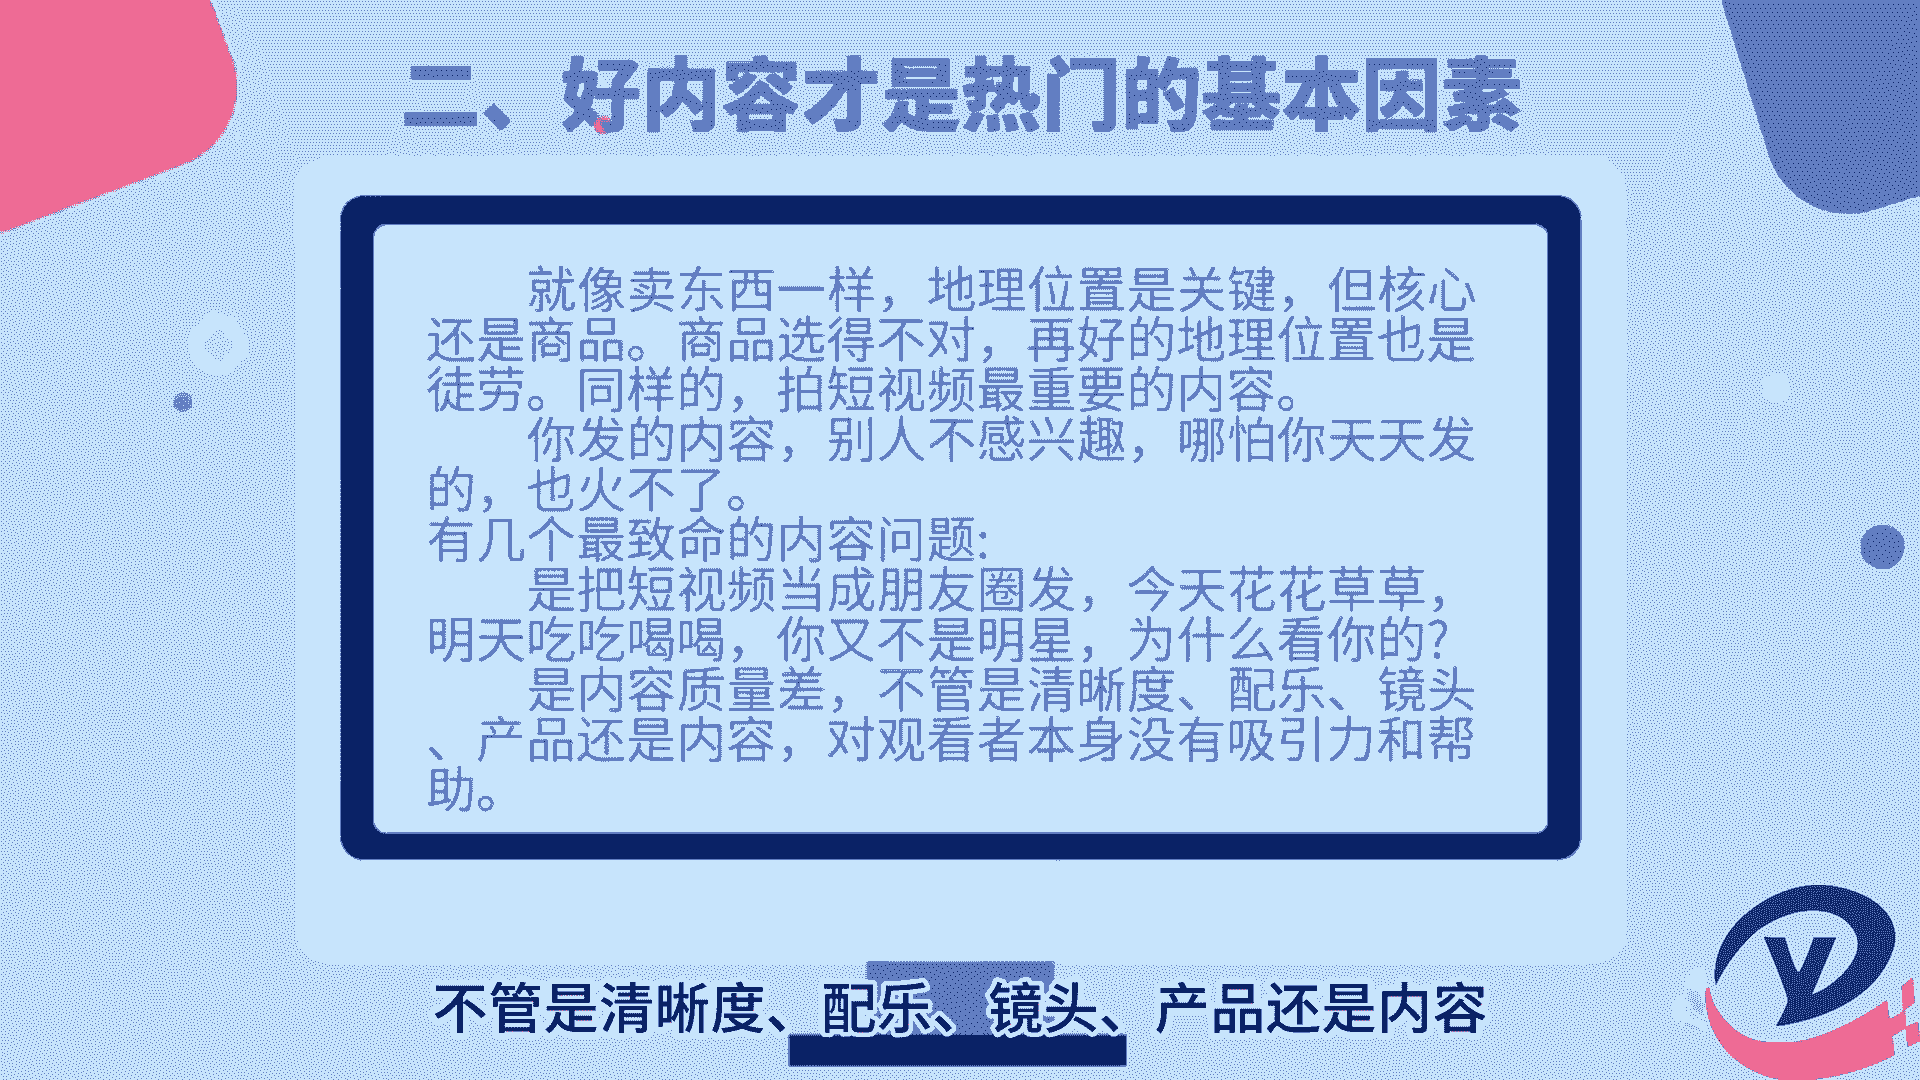 二、好内容才是热门的基本因素
就像卖东西一样，地理位置是关键，但核心
还是商品。商品选得不对，再好的地理位置也是
徒劳。同样的，拍短视频最重要的内容。
你发的内容，别人不感兴趣，哪怕你天天发
的，也火不了。
有几个最致命的内容问题:
是把短视频当成朋友圈发，今天花花草草，
明天吃吃喝喝，你又不是明星，为什么看你的?
是内容质量差，不管是清晰度、配乐、镜头
、产品还是内容，对观看者本身没有吸引力和帮
助。
不管是清晰度、配乐、镜头、产品还是内容
y